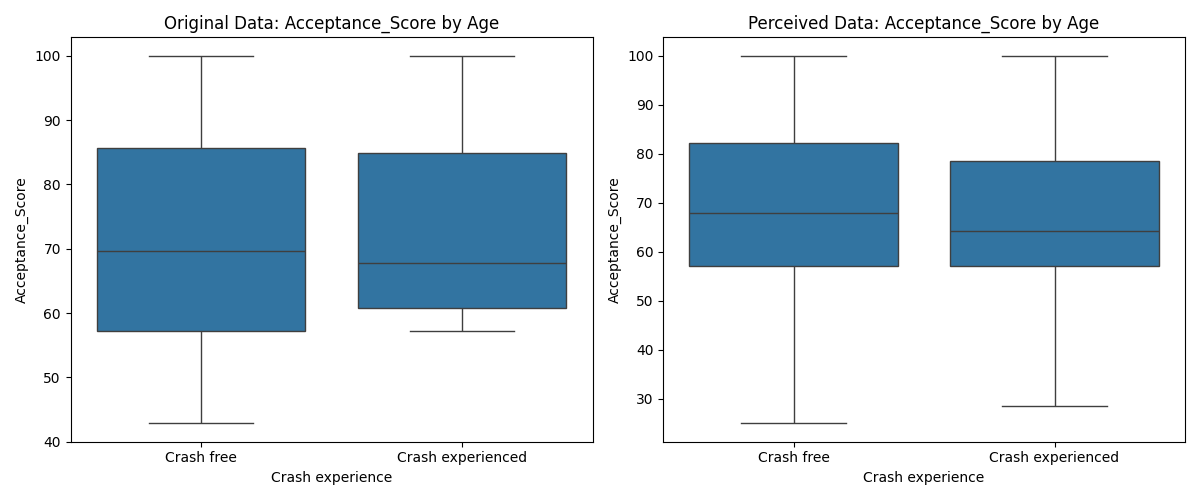 Original Data: Acceptance_Score by Age
Acceptance_Score
100
90
80
70
60
50
40
Crash free
Crash experienced
Crash experience
Perceived Data: Acceptance_Score by Age
Acceptance_Score
100
90
80
70
60
50
40
30
Crash free
Crash experienced
Crash experience